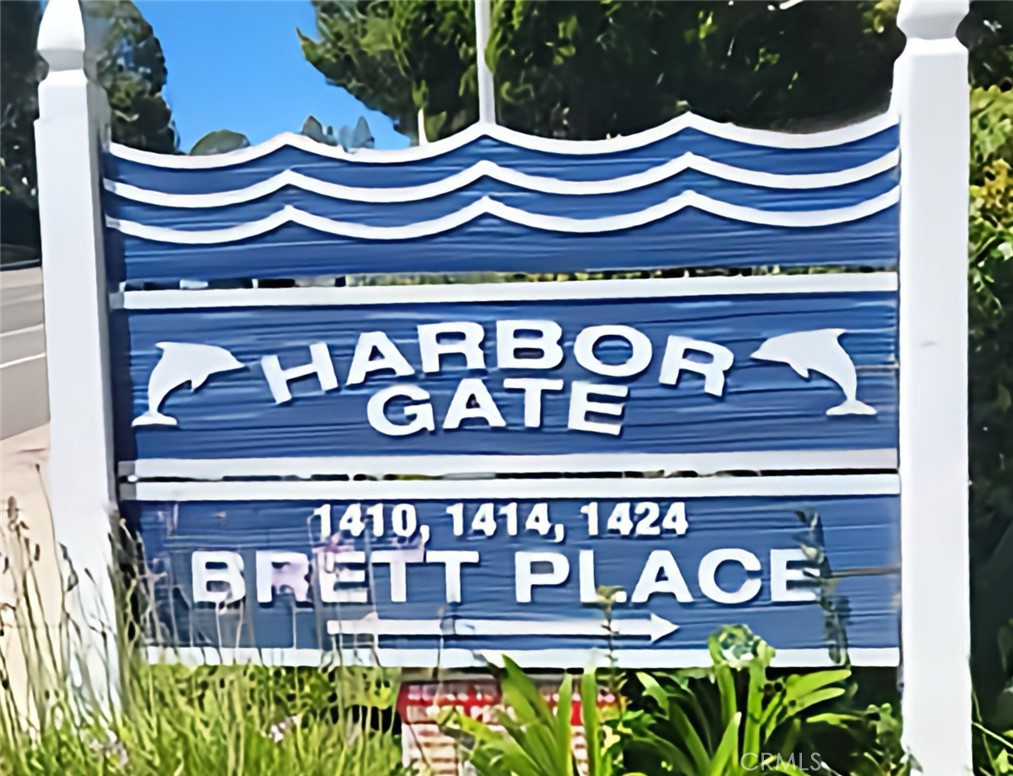 HARBOR
GATE
1410, 1414, 1424
BRETT PLACE
CRMLS